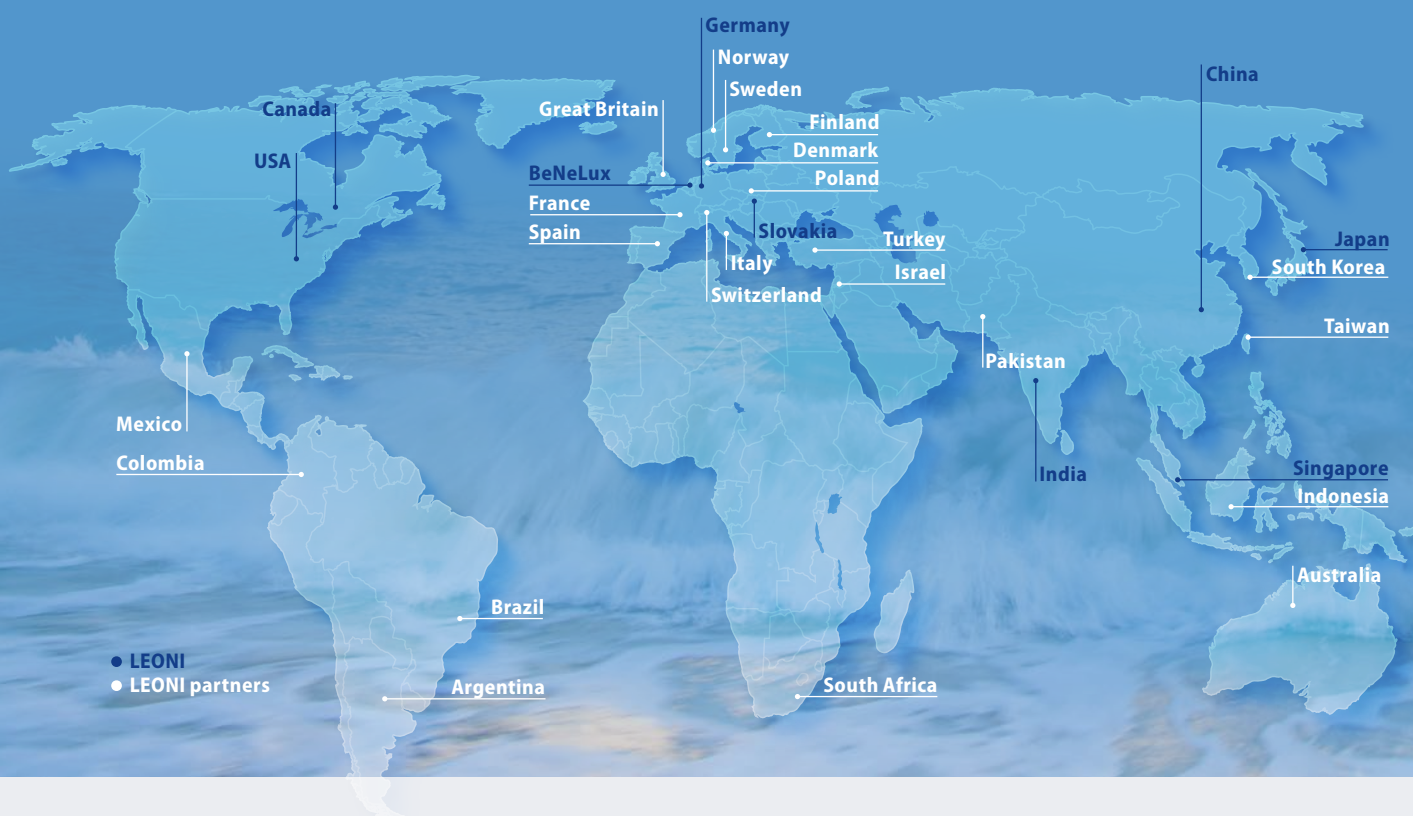 Germany
Norway
China
Sweden
Canada
Great Britain
Finland
USA
Denmark
BeNeLux
Poland
France
Spain
Slovakia
Turkey
Japan
Italy
Israel
South Korea
Switzerland
Taiwan
Pakistan
Mexico
Colombia
India
Singapore
Indonesia
Australia
Brazil
LEONI
LEONI partners
Argentina
South Africa